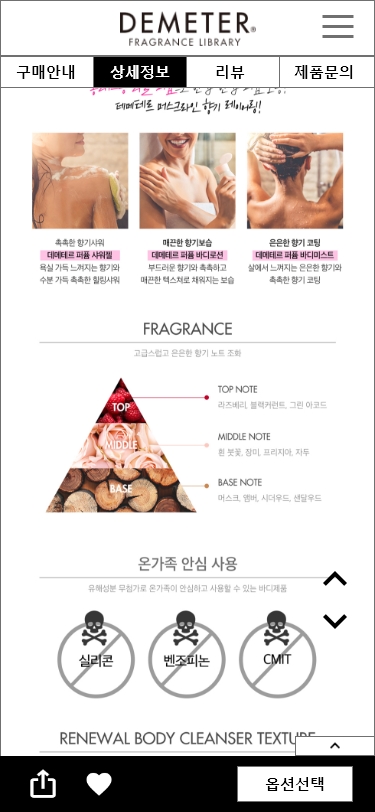 DEMETER®
FRAGRANCE LIBRARY
구매안내 상세정보 리뷰 제품문의
데메테르 머스크라인 향기 레이어링!
촉촉한 향기샤워
데메테르 퍼퓸 샤워젤
욕실 가득 느껴지는 향기와
수분 가득 촉촉한 힐링샤워
매끈한 향기보습
데메테르 퍼퓸 바디로션
부드러운 향기와 촉촉하고
매끈한 텍스처로 채워지는 보습
은은한 향기 코팅
데메테르 퍼퓸 바디미스트
살에서 느껴지는 은은한 향기와
촉촉한 향기 코팅
FRAGRANCE
고급스럽고 은은한 향기 노트 조화
TOP
TOP NOTE
라즈베리, 블랙커런트, 그린 아코드
MIDDLE
MIDDLE NOTE
흰 붓꽃, 장미, 프리지아, 자두
BASE
BASE NOTE
머스크, 앰버, 시더우드, 샌달우드
온가족 안심 사용
유해성분 무첨가로 온가족이 안심하고 사용할 수 있는 바디제품
실리콘 벤조피논 CMIT
RENEWAL BODY CLEANSER TEXTURE
옵션선택